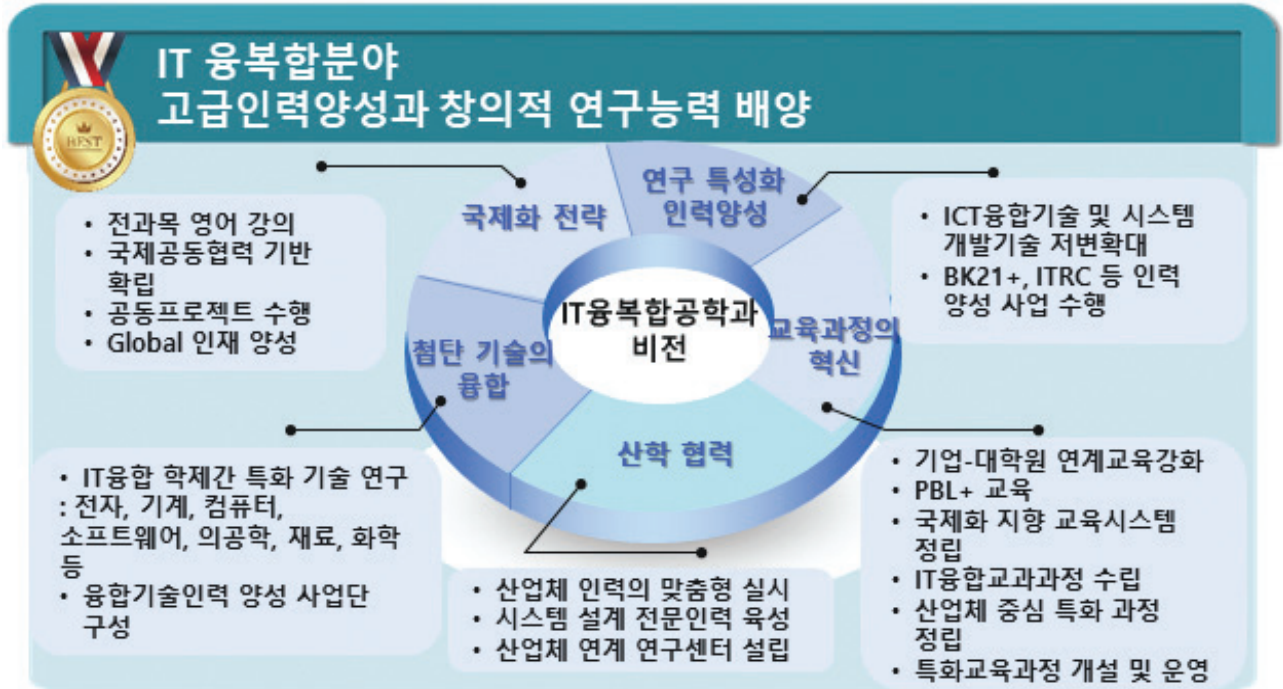 IT 융복합분야
고급인력양성과 창의적 연구능력 배양
BEST
국제화 전략
• 전과목 영어 강의
• 국제공동협력 기반
확립
• 공동프로젝트 수행
• Global 인재 양성
연구 특성화
인력양성
• ICT융합기술 및 시스템
개발기술 저변확대
• BK21+, ITRC 등 인력
양성 사업 수행
IT융복합공학과
비전
첨단 기술의
융합
• IT융합 학제간 특화 기술 연구
: 전자, 기계, 컴퓨터,
소프트웨어, 의공학, 재료, 화학
등
• 융합기술인력 양성 사업단
구성
산학 협력
• 산업체 인력의 맞춤형 실시
• 시스템 설계 전문인력 육성
• 산업체 연계 연구센터 설립
교육과정의
혁신
• 기업-대학원 연계교육강화
• PBL+ 교육
• 국제화 지향 교육시스템
정립
• IT융합교과과정 수립
• 산업체 중심 특화 과정
정립
• 특화교육과정 개설 및 운영